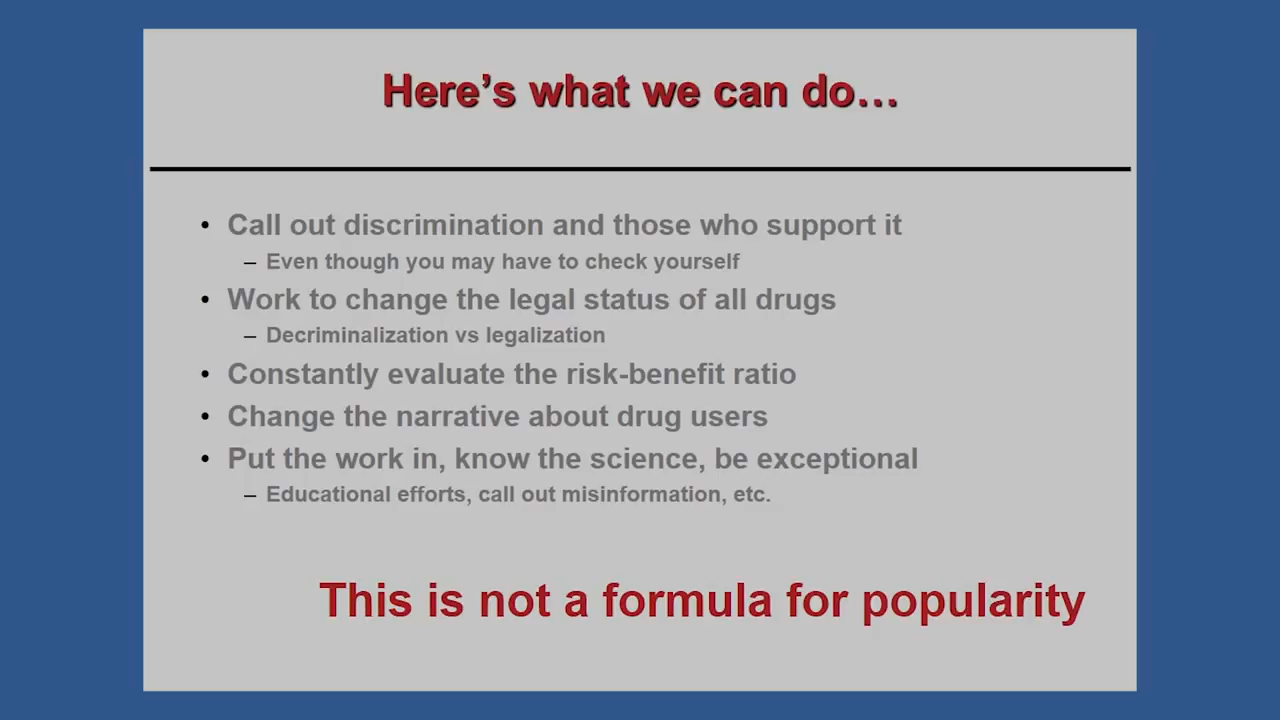 Here’s what we can do…
• Call out discrimination and those who support it
– Even though you may have to check yourself
• Work to change the legal status of all drugs
– Decriminalization vs legalization
• Constantly evaluate the risk-benefit ratio
• Change the narrative about drug users
• Put the work in, know the science, be exceptional
– Educational efforts, call out misinformation, etc.
This is not a formula for popularity